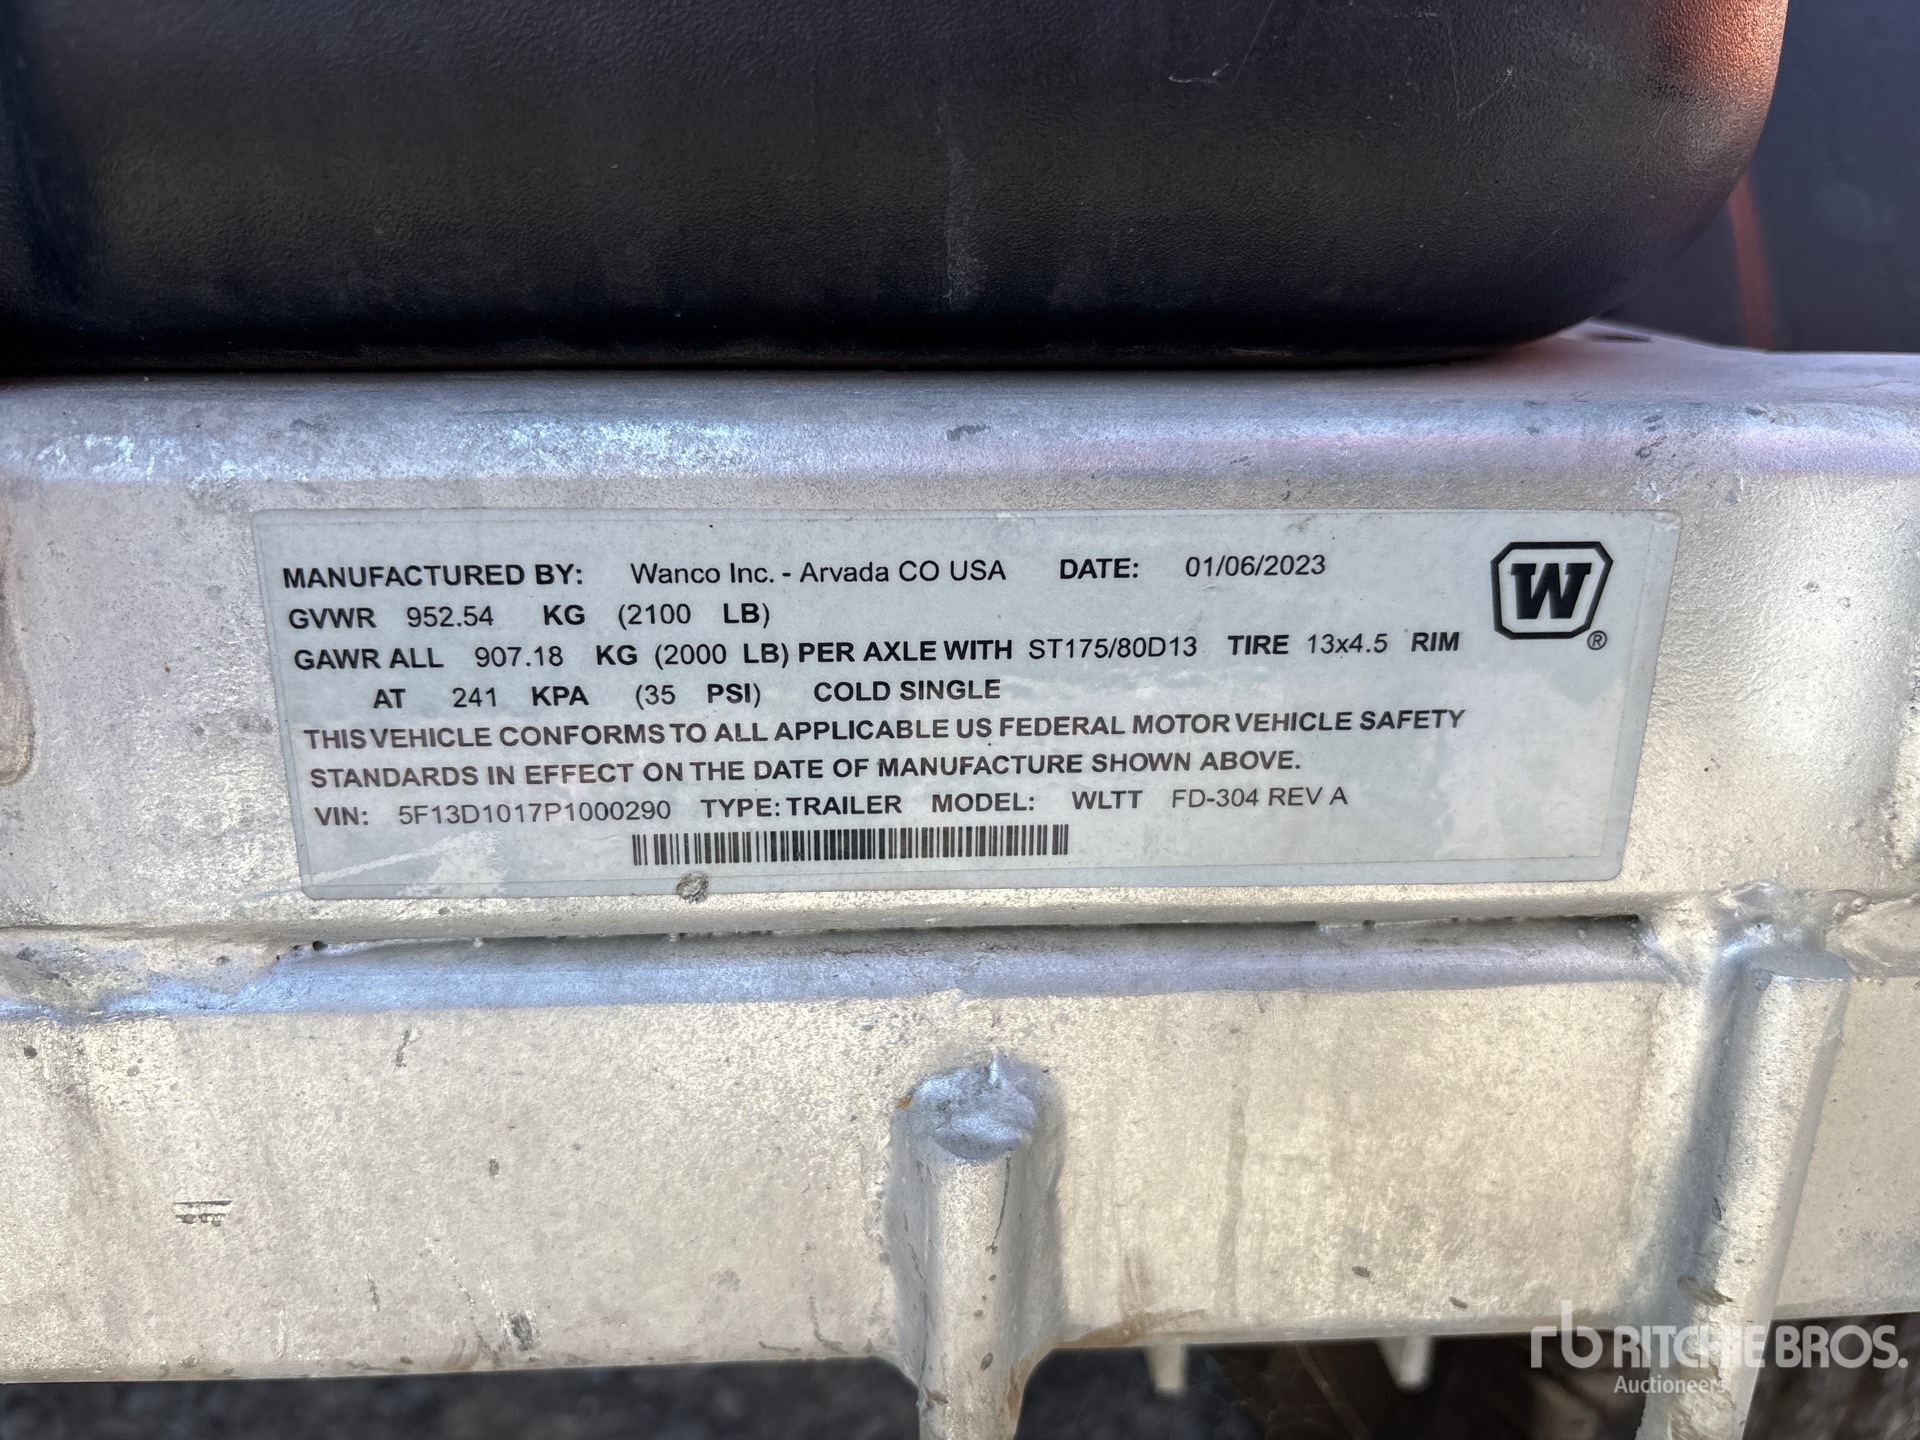 MANUFACTURED BY: Wanco Inc. - Arvada CO USA DATE: 01/06/2023
W
®
GVWR 952.54 KG (2100 LB)
GAWR ALL 907.18 KG (2000 LB) PER AXLE WITH ST175/80D13 TIRE 13x4.5 RIM
AT 241 KPA (35 PSI) COLD SINGLE
THIS VEHICLE CONFORMS TO ALL APPLICABLE US FEDERAL MOTOR VEHICLE SAFETY
STANDARDS IN EFFECT ON THE DATE OF MANUFACTURE SHOWN ABOVE.
VIN: 5F13D1017P1000290 TYPE: TRAILER MODEL: WLTT FD-304 REV A
rb RITCHIE BROS.
Auctioneers